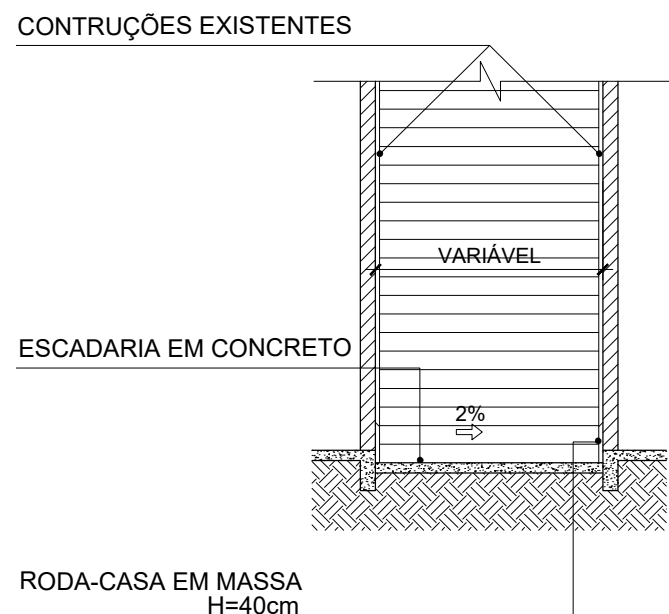 CONTRUÇÕES EXISTENTES
VARIÁVEL
ESCADARIA EM CONCRETO
2%
RODA-CASA EM MASSA
H=40cm